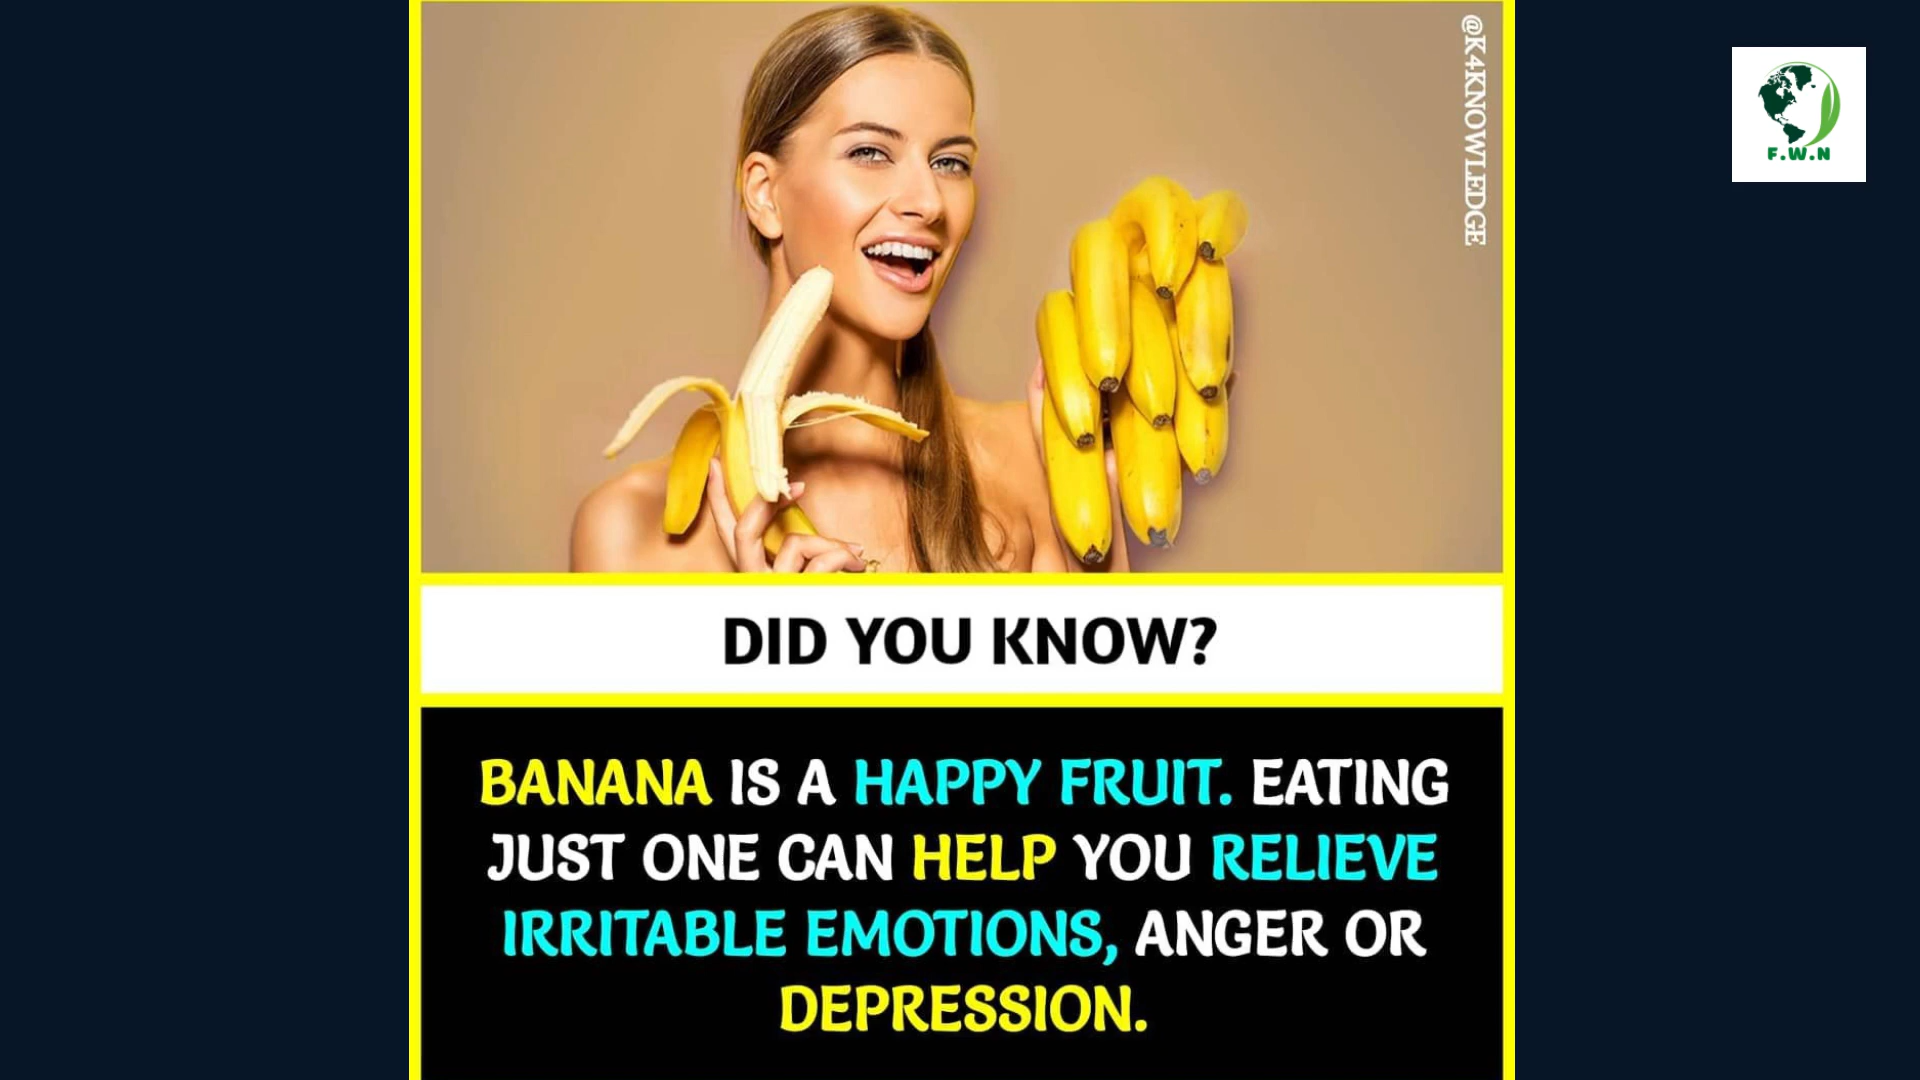 @K4KNOWLEDGE
F.W.N
DID YOU KNOW?
BANANA IS A HAPPY FRUIT. EATING
JUST ONE CAN HELP YOU RELIEVE
IRRITABLE EMOTIONS, ANGER OR
DEPRESSION.